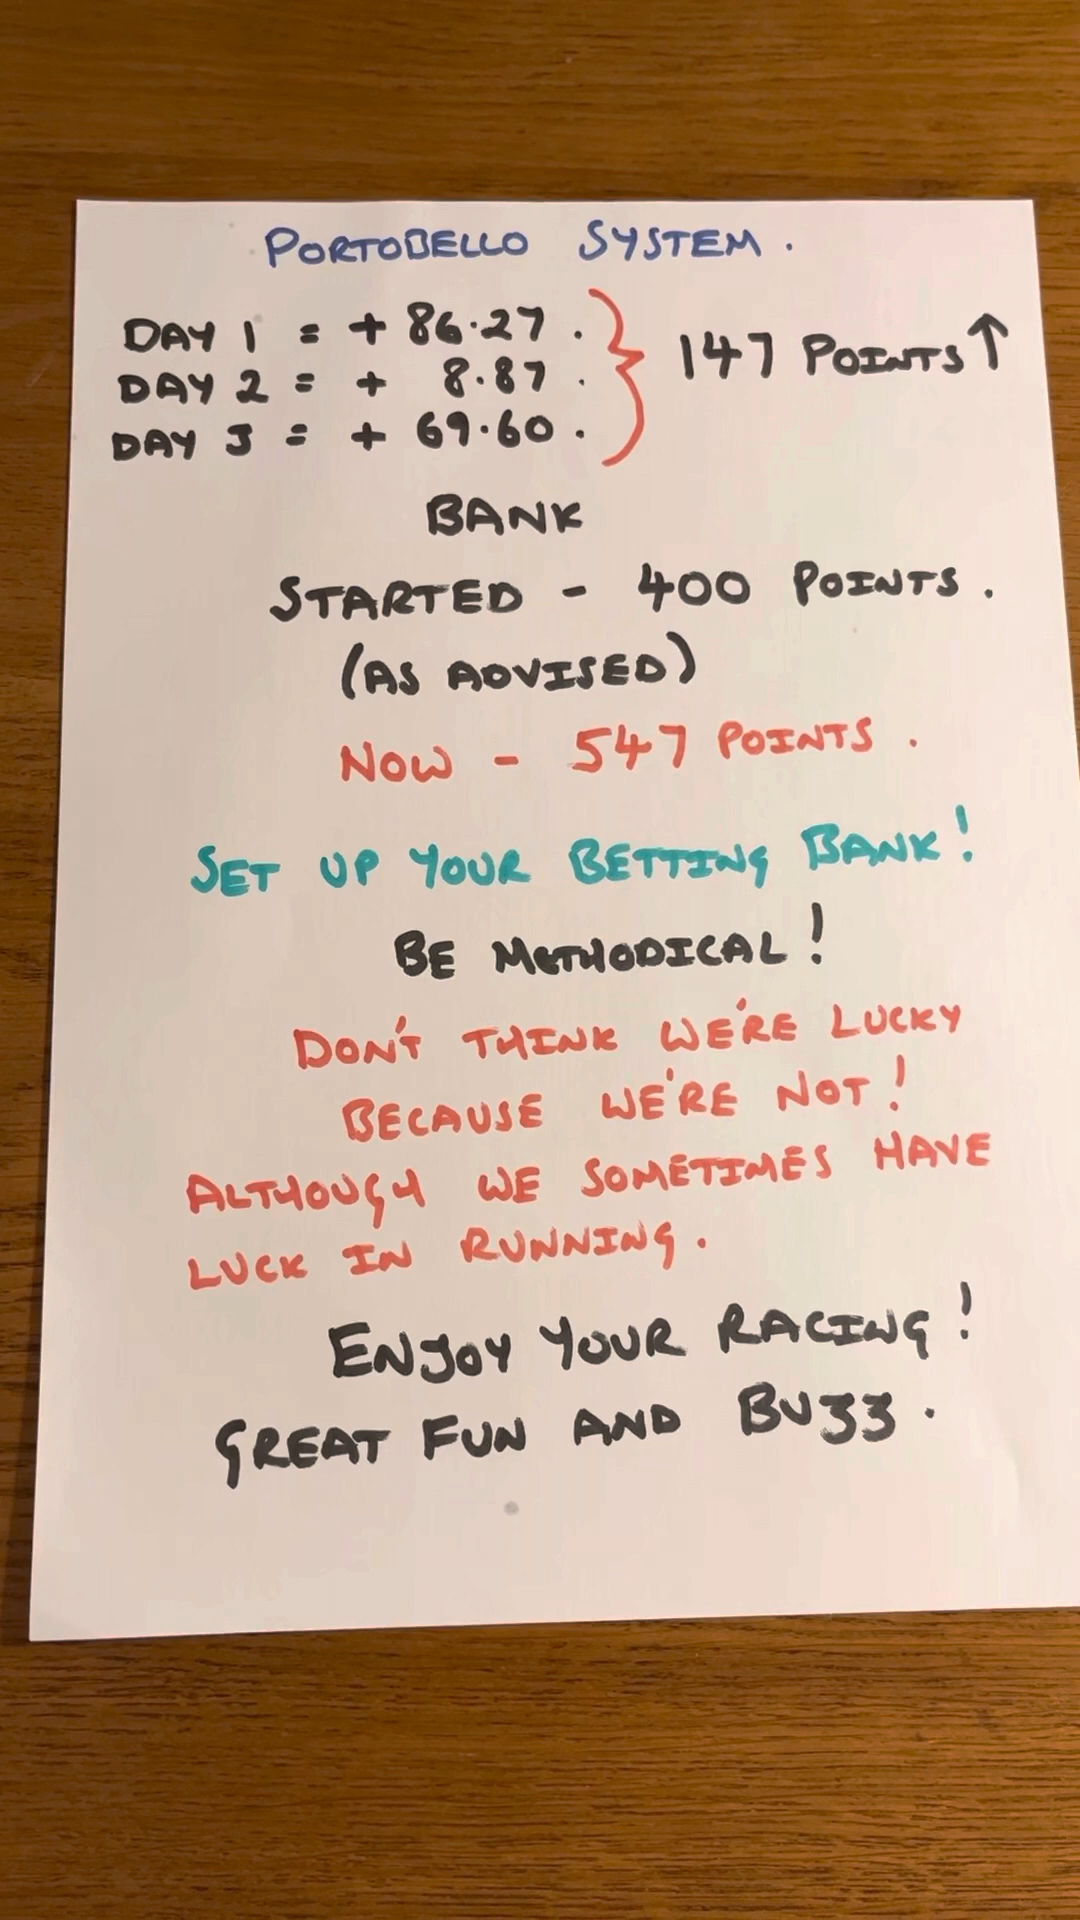 PORTOBELLO SYSTEM.
DAY 1 = + 86.27.
DAY 2 = + 8.87.
DAY 3 = + 69.60.
147 POINTS ↑
BANK
STARTED - 400 POINTS.
(AS ADVISED)
NOW - 547 POINTS.
SET UP YOUR BETTING BANK!
BE METHODICAL!
DON'T THINK WE'RE LUCKY
BECAUSE WE'RE NOT!
ALTHOUGH WE SOMETIMES HAVE
LUCK IN RUNNING.
ENJOY YOUR RACING!
GREAT FUN AND BUZZ.